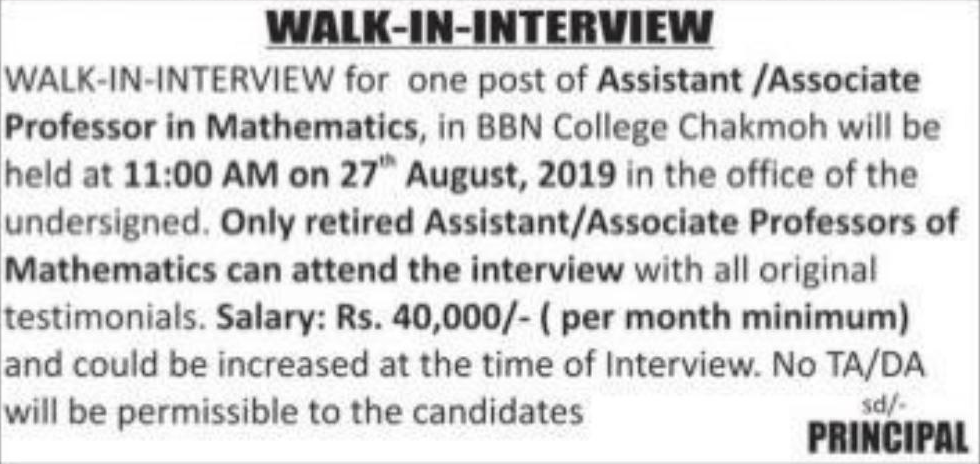 WALK-IN-INTERVIEW
WALK-IN-INTERVIEW for one post of Assistant /Associate
Professor in Mathematics, in BBN College Chakmoh will be
held at 11:00 AM on 27th August, 2019 in the office of the
undersigned. Only retired Assistant/Associate Professors of
Mathematics can attend the interview with all original
testimonials. Salary: Rs. 40,000/- ( per month minimum)
and could be increased at the time of Interview. No TA/DA
will be permissible to the candidates
sd/-
PRINCIPAL